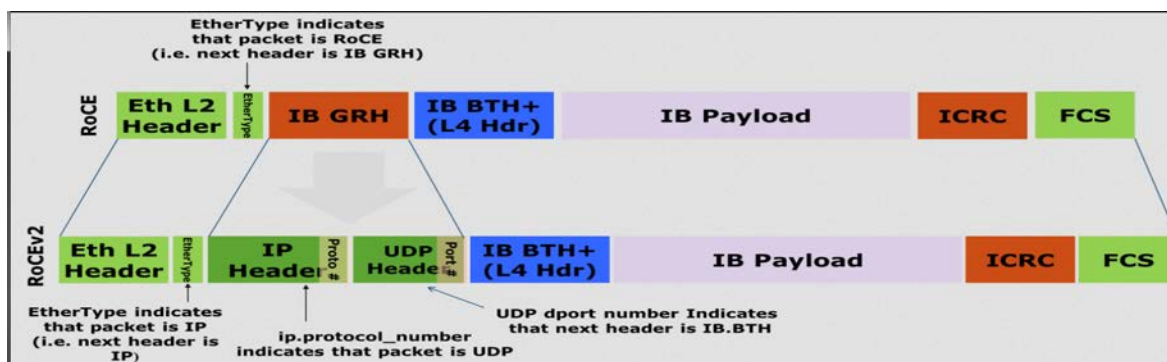 EtherType indicates
that packet is RoCE
(i.e. next header is IB GRH)
RoCE
Eth L2
Header
EtherType
IB GRH
IB BTH+
(L4 Hdr)
IB Payload
ICRC
FCS
RoCEv2
Eth L2
Header
EtherType
IP
Header
Proto #
UDP
Heade
Port #
IB BTH+
(L4 Hdr)
IB Payload
ICRC
FCS
EtherType indicates
that packet is IP
(i.e. next header is
IP)
ip.protocol_number
indicates that packet is UDP
UDP dport number Indicates
that next header is IB.BTH